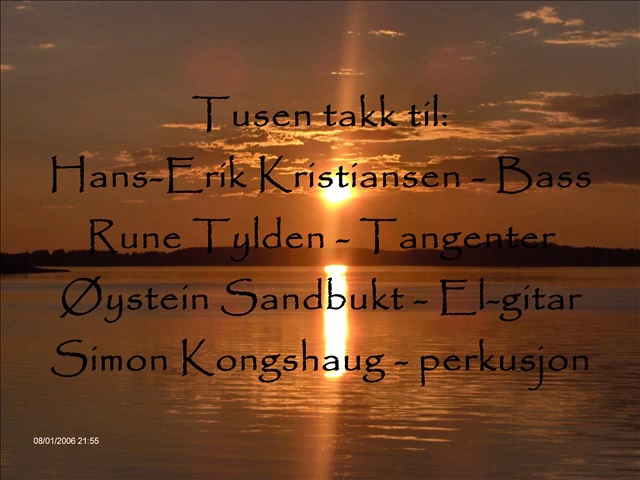 Tusen takk til:
Hans-Erik Kristiansen - Bass
Rune Tylden - Tangenter
Øystein Sandbukt - El-gitar
Simon Kongshaug - perkusjon
08/01/2006 21:55